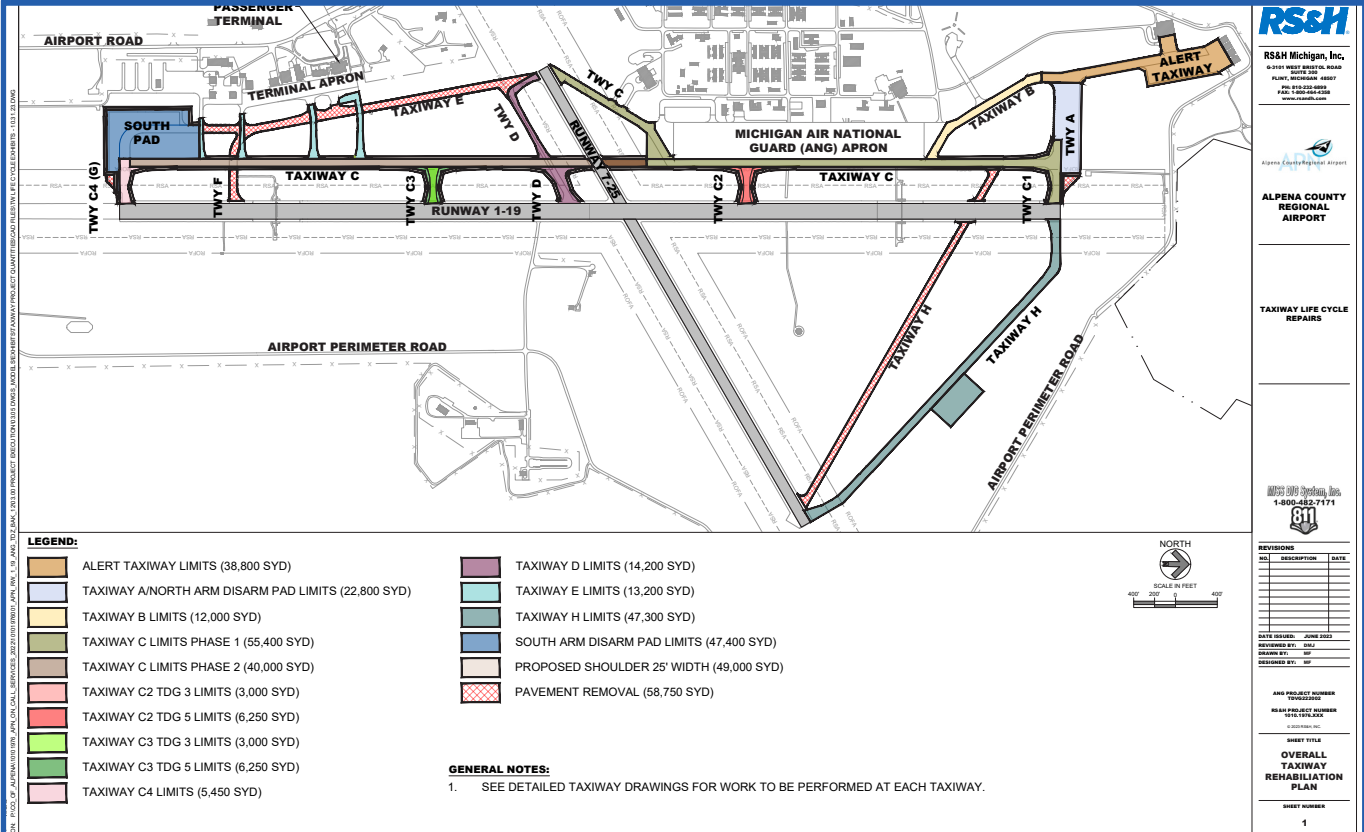 PASSENGER
TERMINAL
AIRPORT ROAD
TERMINAL APRON
TAXIWAY E
TWY C
TWY D
RUNWAY 7-25
SOUTH
PAD
MICHIGAN AIR NATIONAL
GUARD (ANG) APRON
TAXIWAY B
ALERT
TAXIWAY
TWY A
TWY C4 (G)
TWY F
TAXIWAY C
TWY C3
TWY D
TWY C2
TAXIWAY C
TWY C1
RUNWAY 1-19
TAXIWAY H
TAXIWAY H
AIRPORT PERIMETER ROAD
AIRPORT PERIMETER ROAD
LEGEND:
ALERT TAXIWAY LIMITS (38,800 SYD)
TAXIWAY A/NORTH ARM DISARM PAD LIMITS (22,800 SYD)
TAXIWAY B LIMITS (12,000 SYD)
TAXIWAY C LIMITS PHASE 1 (55,400 SYD)
TAXIWAY C LIMITS PHASE 2 (40,000 SYD)
TAXIWAY C2 TDG 3 LIMITS (3,000 SYD)
TAXIWAY C2 TDG 5 LIMITS (6,250 SYD)
TAXIWAY C3 TDG 3 LIMITS (3,000 SYD)
TAXIWAY C3 TDG 5 LIMITS (6,250 SYD)
TAXIWAY C4 LIMITS (5,450 SYD)
TAXIWAY D LIMITS (14,200 SYD)
TAXIWAY E LIMITS (13,200 SYD)
TAXIWAY H LIMITS (47,300 SYD)
SOUTH ARM DISARM PAD LIMITS (47,400 SYD)
PROPOSED SHOULDER 25' WIDTH (49,000 SYD)
PAVEMENT REMOVAL (58,750 SYD)
GENERAL NOTES:
1. SEE DETAILED TAXIWAY DRAWINGS FOR WORK TO BE PERFORMED AT EACH TAXIWAY.
NORTH
SCALE IN FEET
400' 200' 0 400'
RS&H
RS&H Michigan, Inc.
G-3101 WEST BRISTOL ROAD
SUITE 300
FLINT, MICHIGAN 48507
www.rsandh.com
Alpena County Regional Airport
APN
ALPENA COUNTY
REGIONAL
AIRPORT
TAXIWAY LIFE CYCLE
REPAIRS
MISS DIG System, Inc.
1-800-482-7171
811
REVISIONS
NO. DESCRIPTION DATE
DATE ISSUED: JUNE 2023
REVIEWED BY: DMJ
DRAWN BY: MF
DESIGNED BY: MF
ANG PROJECT NUMBER
TDVG222002
RS&H PROJECT NUMBER
1010.1976.XXX
SHEET TITLE
OVERALL
TAXIWAY
REHABILIATION
PLAN
SHEET NUMBER
1